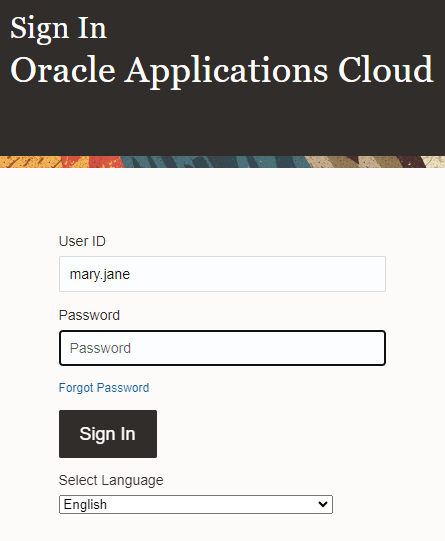 Sign In
Oracle Applications Cloud
User ID
mary.jane
Password
Password
Forgot Password
Sign In
Select Language
English